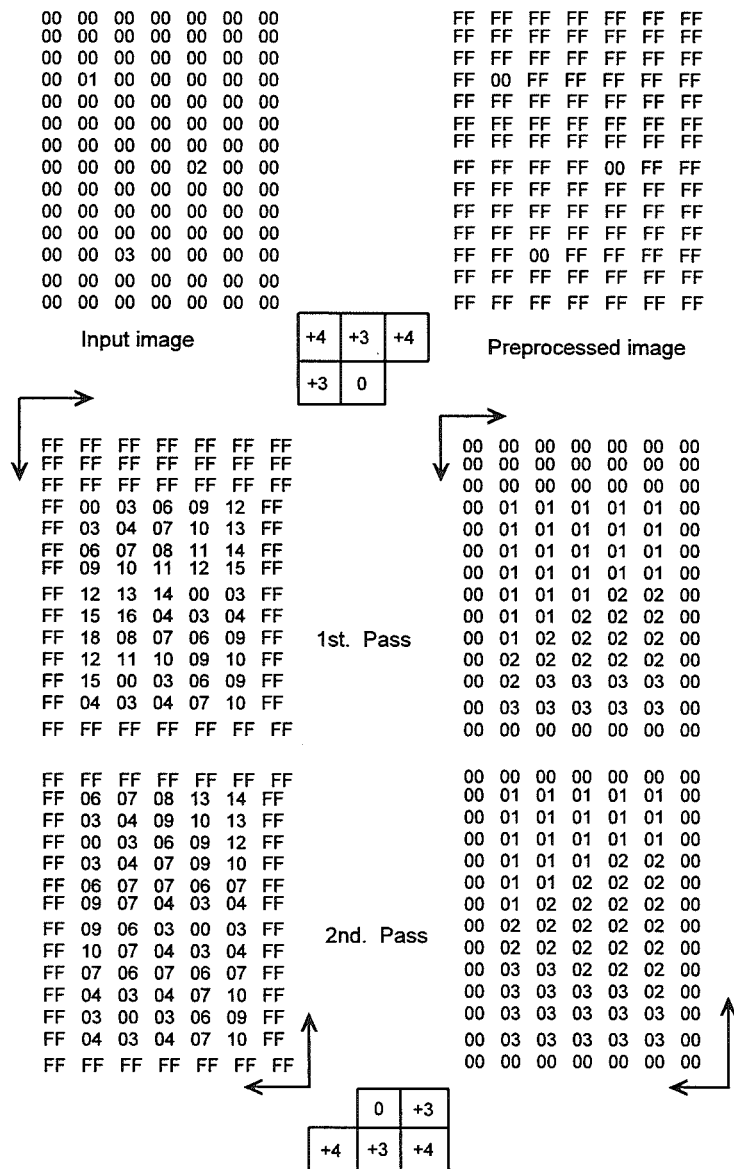 00 00 00 00 00 00 00
00 00 00 00 00 00 00
00 00 00 00 00 00 00
00 01 00 00 00 00 00
00 00 00 00 00 00 00
00 00 00 00 00 00 00
00 00 00 00 00 00 00
00 00 00 00 02 00 00
00 00 00 00 00 00 00
00 00 00 00 00 00 00
00 00 00 00 00 00 00
00 00 03 00 00 00 00
00 00 00 00 00 00 00
00 00 00 00 00 00 00
Input image
FF FF FF FF FF FF FF
FF FF FF FF FF FF FF
FF FF FF FF FF FF FF
FF 00 FF FF FF FF FF
FF FF FF FF FF FF FF
FF FF FF FF FF FF FF
FF FF FF FF FF FF FF
FF FF FF FF 00 FF FF
FF FF FF FF FF FF FF
FF FF FF FF FF FF FF
FF FF FF FF FF FF FF
FF FF 00 FF FF FF FF
FF FF FF FF FF FF FF
FF FF FF FF FF FF FF
Preprocessed image
+4 +3 +4
+3 0
FF FF FF FF FF FF FF
FF FF FF FF FF FF FF
FF FF FF FF FF FF FF
FF 00 03 06 09 12 FF
FF 03 04 07 10 13 FF
FF 06 07 08 11 14 FF
FF 09 10 11 12 15 FF
FF 12 13 14 00 03 FF
FF 15 16 04 03 04 FF
FF 18 08 07 06 09 FF
FF 12 11 10 09 10 FF
FF 15 00 03 06 09 FF
FF 04 03 04 07 10 FF
FF FF FF FF FF FF FF
1st. Pass
00 00 00 00 00 00 00
00 00 00 00 00 00 00
00 00 00 00 00 00 00
00 01 01 01 01 01 00
00 01 01 01 01 01 00
00 01 01 01 01 01 00
00 01 01 01 01 01 00
00 01 01 01 02 02 00
00 01 01 02 02 02 00
00 01 02 02 02 02 00
00 02 02 02 02 02 00
00 02 03 03 03 03 00
00 03 03 03 03 03 00
00 00 00 00 00 00 00
FF FF FF FF FF FF FF
FF 06 07 08 13 14 FF
FF 03 04 09 10 13 FF
FF 00 03 06 09 12 FF
FF 03 04 07 09 10 FF
FF 06 07 07 06 07 FF
FF 09 07 04 03 04 FF
FF 09 06 03 00 03 FF
FF 10 07 04 03 04 FF
FF 07 06 07 06 07 FF
FF 04 03 04 07 10 FF
FF 03 00 03 06 09 FF
FF 04 03 04 07 10 FF
FF FF FF FF FF FF FF
2nd. Pass
00 00 00 00 00 00 00
00 01 01 01 01 01 00
00 01 01 01 01 01 00
00 01 01 01 01 01 00
00 01 01 01 02 02 00
00 01 01 02 02 02 00
00 01 02 02 02 02 00
00 02 02 02 02 02 00
00 02 02 02 02 02 00
00 03 03 02 02 02 00
00 03 03 03 03 02 00
00 03 03 03 03 03 00
00 03 03 03 03 03 00
00 00 00 00 00 00 00
0 +3
+4 +3 +4